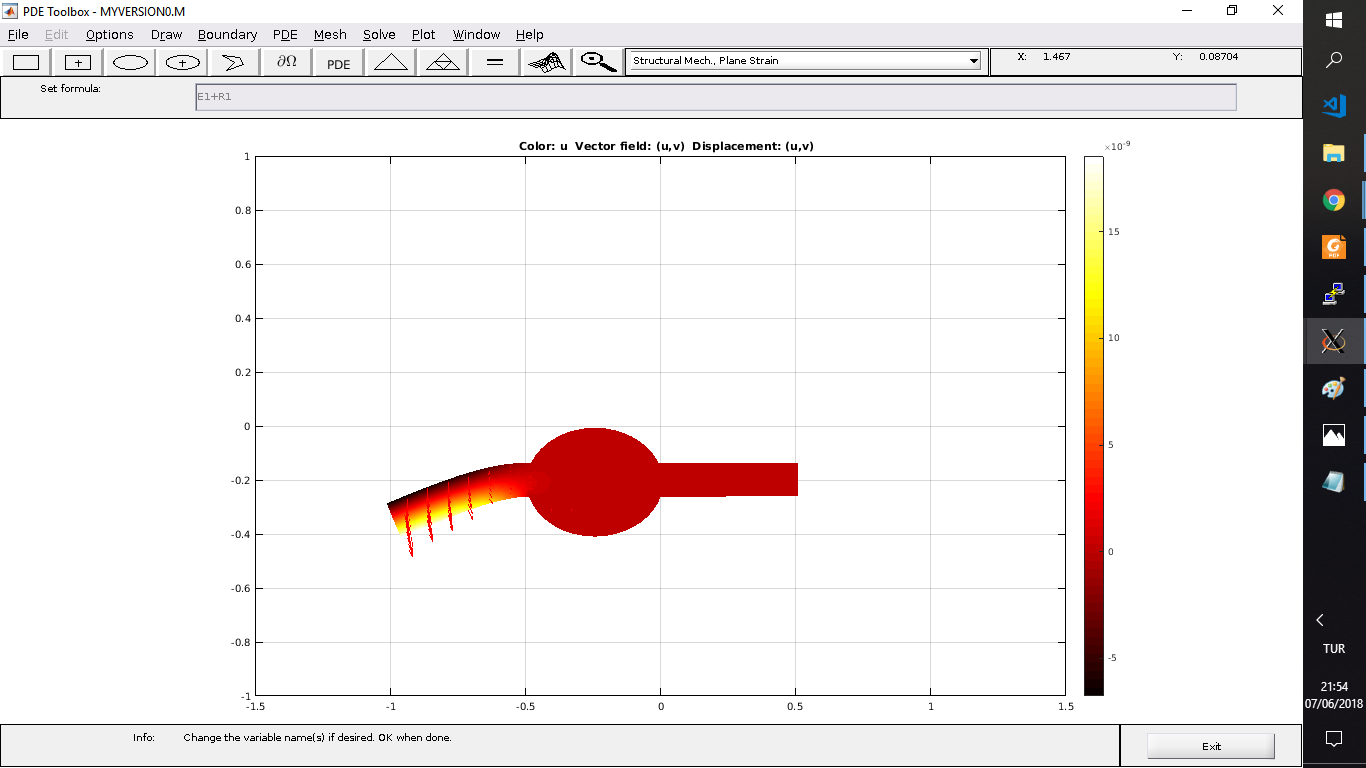 PDE Toolbox - MYVERSION0.M
File Edit Options Draw Boundary PDE Mesh Solve Plot Window Help
∂Ω PDE = Structural Mech., Plane Strain X: 1.467 Y: 0.08704
Set formula: E1+R1
Color: u Vector field: (u,v) Displacement: (u,v)
×10^-9
1
0.8
0.6
0.4
0.2
0
-0.2
-0.4
-0.6
-0.8
-1
-1.5 -1 -0.5 0 0.5 1 1.5
15
10
5
0
-5
Info: Change the variable name(s) if desired. OK when done.
Exit
PDF
TUR
21:54
07/06/2018